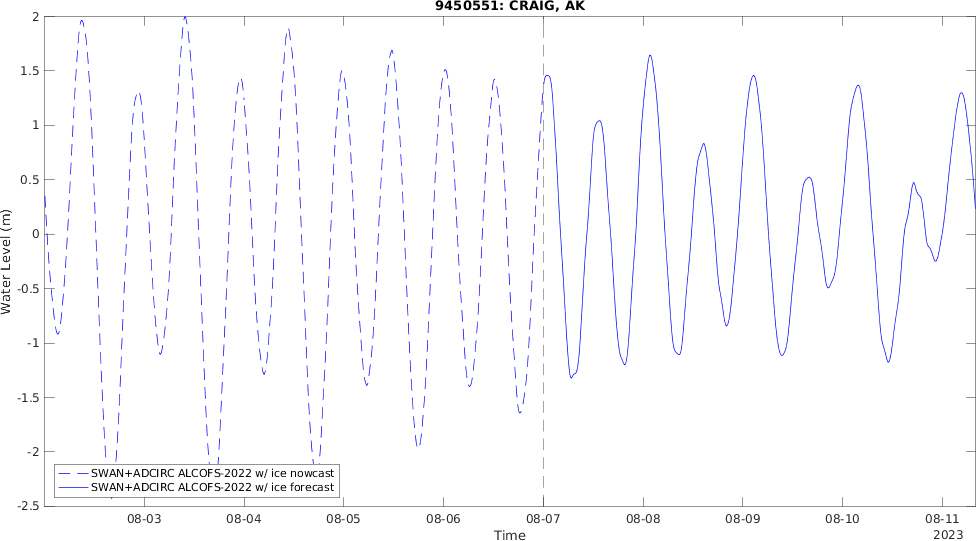 9450551: CRAIG, AK
2
1.5
1
0.5
0
-0.5
-1
-1.5
-2
-2.5
Water Level (m)
SWAN+ADCIRC ALCOFS-2022 w/ ice nowcast
SWAN+ADCIRC ALCOFS-2022 w/ ice forecast
08-03 08-04 08-05 08-06 08-07 08-08 08-09 08-10 08-11
Time 2023